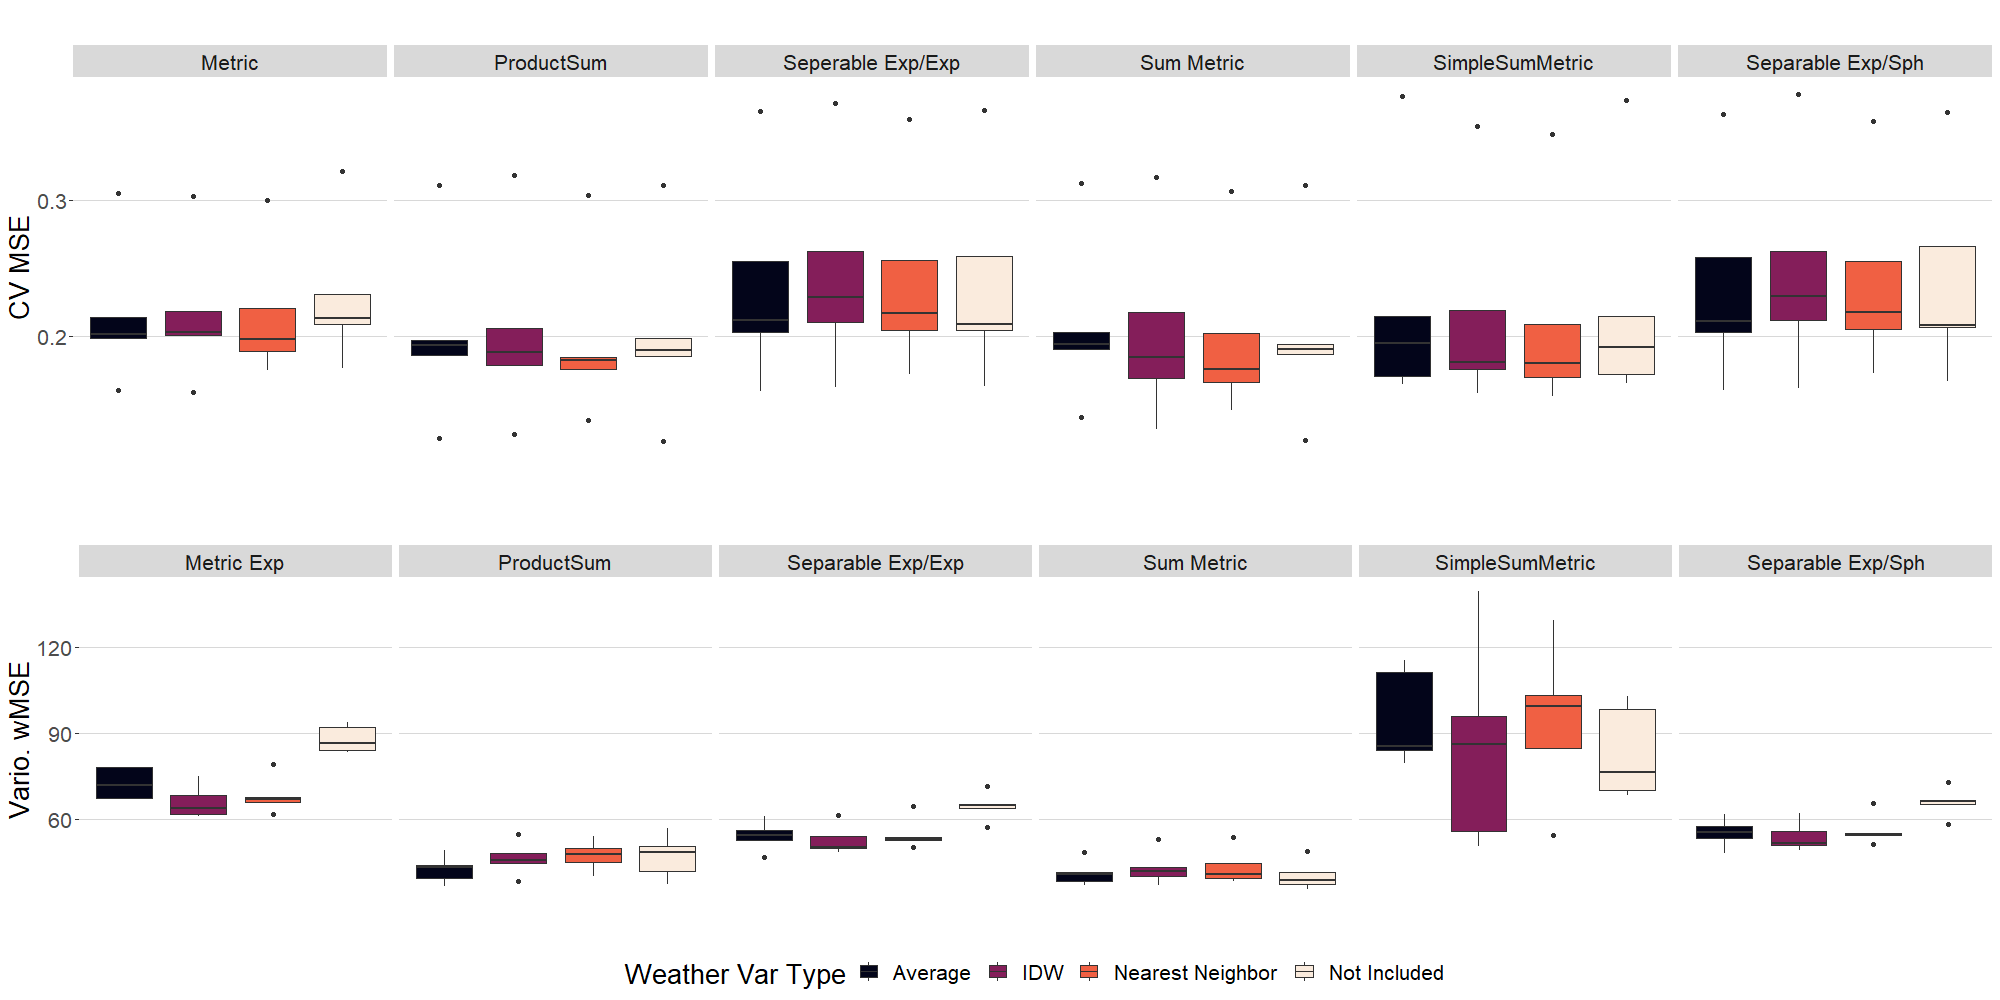 Metric ProductSum Seperable Exp/Exp Sum Metric SimpleSumMetric Separable Exp/Sph
CV MSE
0.3
0.2
Metric Exp ProductSum Separable Exp/Exp Sum Metric SimpleSumMetric Separable Exp/Sph
Vario. wMSE
120
90
60
Weather Var Type Average IDW Nearest Neighbor Not Included